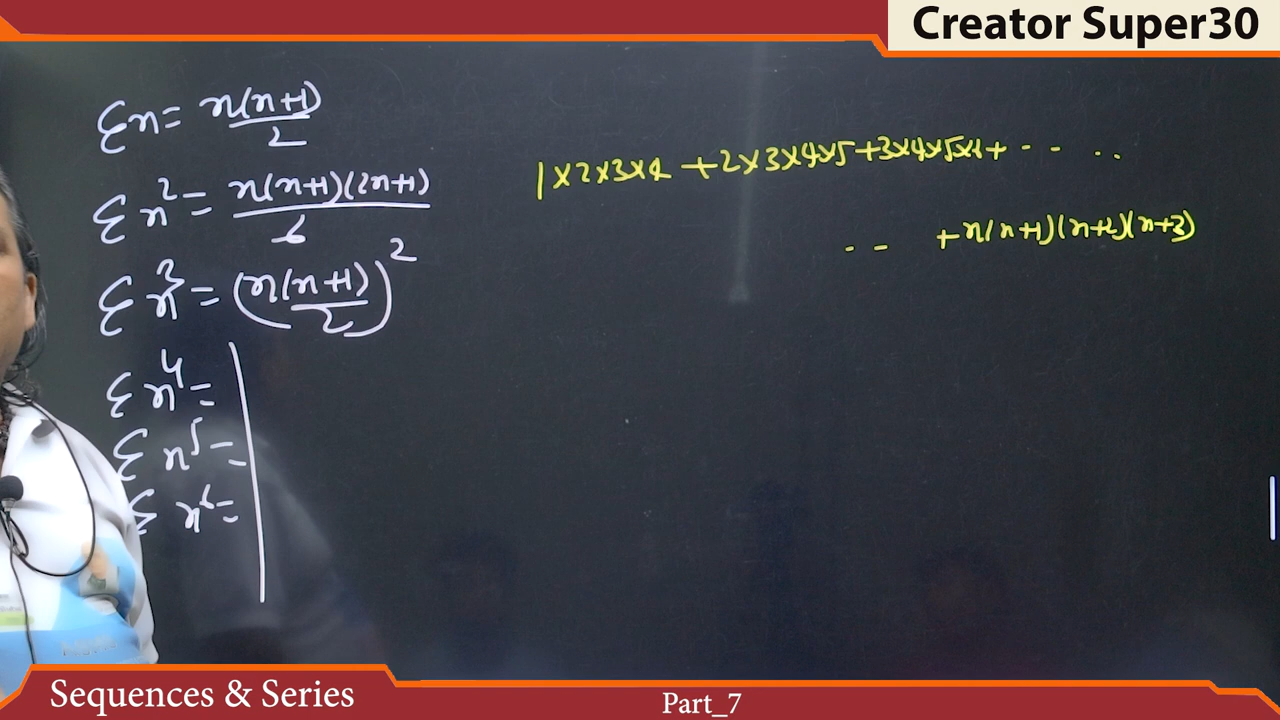 Creator Super30
Σn = n(n+1)/2
Σn² = n(n+1)(2n+1)/6
Σn³ = (n(n+1)/2)²
Σn⁴ =
Σn⁵ =
Σn⁶ =
1×2×3×4 + 2×3×4×5 + 3×4×5×6 + -- ..
-- + n(n+1)(n+2)(n+3)
Sequences & Series
Part_7